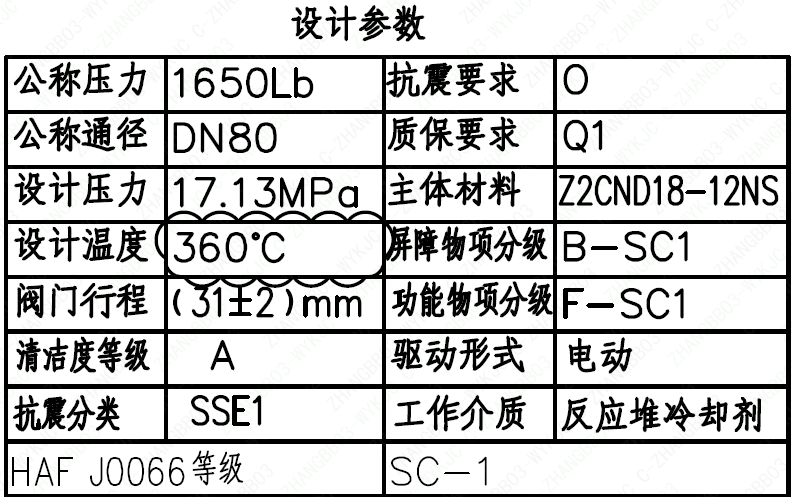 设计参数
公称压力 1650Lb 抗震要求 O
公称通径 DN80 质保要求 Q1
设计压力 17.13MPa 主体材料 Z2CND18-12NS
设计温度 360℃ 屏障物项分级 B-SC1
阀门行程 (31±2)mm 功能物项分级 F-SC1
清洁度等级 A 驱动形式 电动
抗震分类 SSE1 工作介质 反应堆冷却剂
HAF J0066等级 SC-1